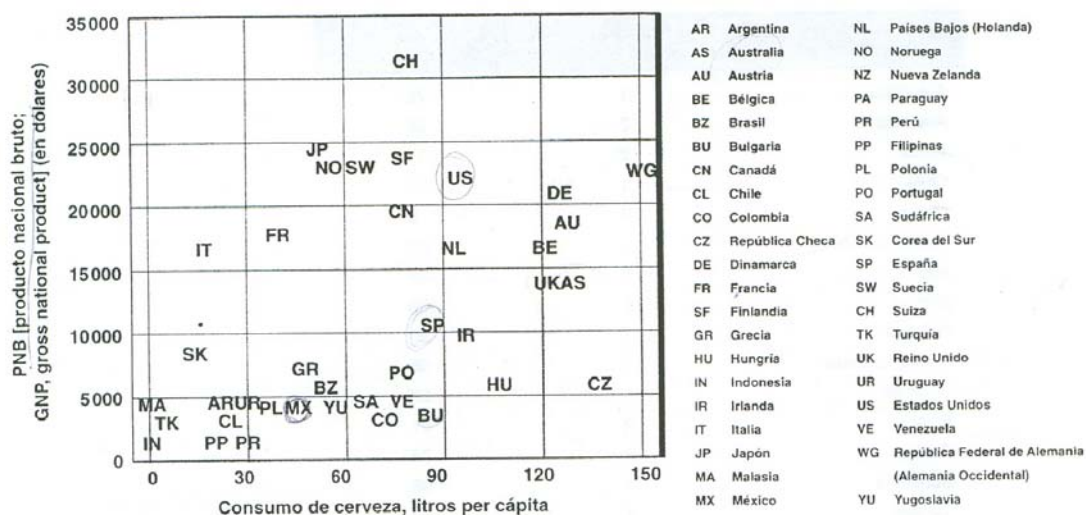 PNB [producto nacional bruto;
GNP, gross national product] (en dólares)
35000
30000
25000
20000
15000
10000
5000
0
CH
JP
NO SW
SF
US
WG
DE
CN
AU
FR
IT
NL
BE
UK AS
SP
IR
SK
GR
BZ
PO
HU
CZ
MA
AR UR
PL MX
YU
SA
VE
TK
CL
CO
BU
IN
PP PR
0 30 60 90 120 150
Consumo de cerveza, litros per cápita
AR Argentina
AS Australia
AU Austria
BE Bélgica
BZ Brasil
BU Bulgaria
CN Canadá
CL Chile
CO Colombia
CZ República Checa
DE Dinamarca
FR Francia
SF Finlandia
GR Grecia
HU Hungría
IN Indonesia
IR Irlanda
IT Italia
JP Japón
MA Malasia
MX México
NL Países Bajos (Holanda)
NO Noruega
NZ Nueva Zelanda
PA Paraguay
PR Perú
PP Filipinas
PL Polonia
PO Portugal
SA Sudáfrica
SK Corea del Sur
SP España
SW Suecia
CH Suiza
TK Turquía
UK Reino Unido
UR Uruguay
US Estados Unidos
VE Venezuela
WG República Federal de Alemania
(Alemania Occidental)
YU Yugoslavia